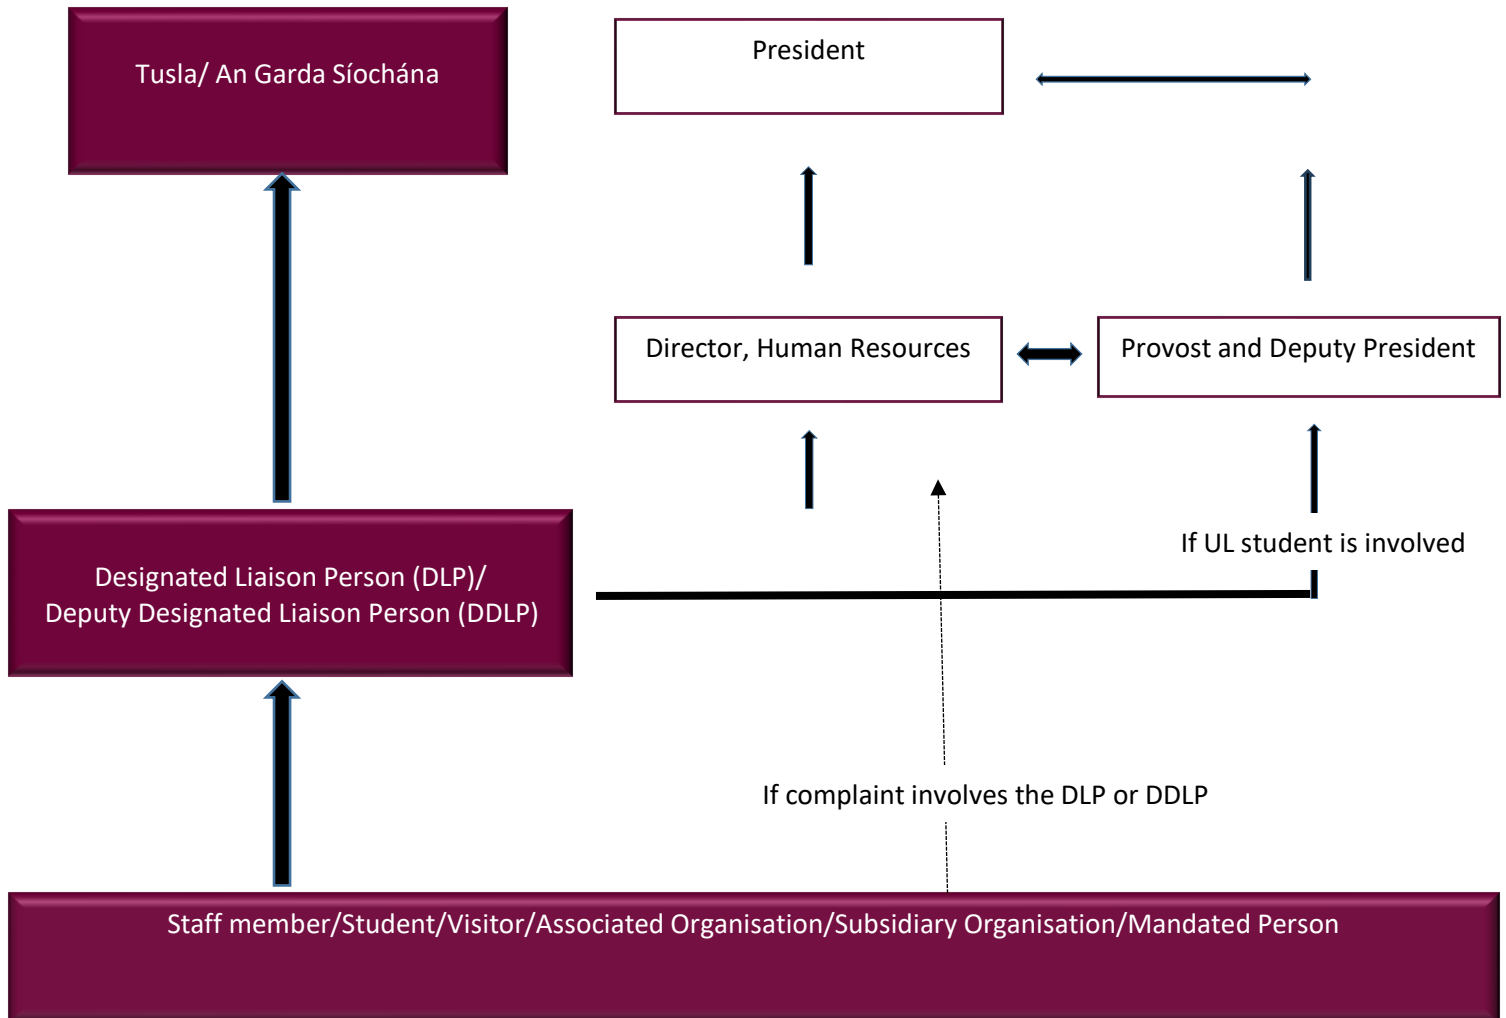 Tusla/ An Garda Síochána
President
Director, Human Resources
Provost and Deputy President
If UL student is involved
Designated Liaison Person (DLP)/
Deputy Designated Liaison Person (DDLP)
If complaint involves the DLP or DDLP
Staff member/Student/Visitor/Associated Organisation/Subsidiary Organisation/Mandated Person